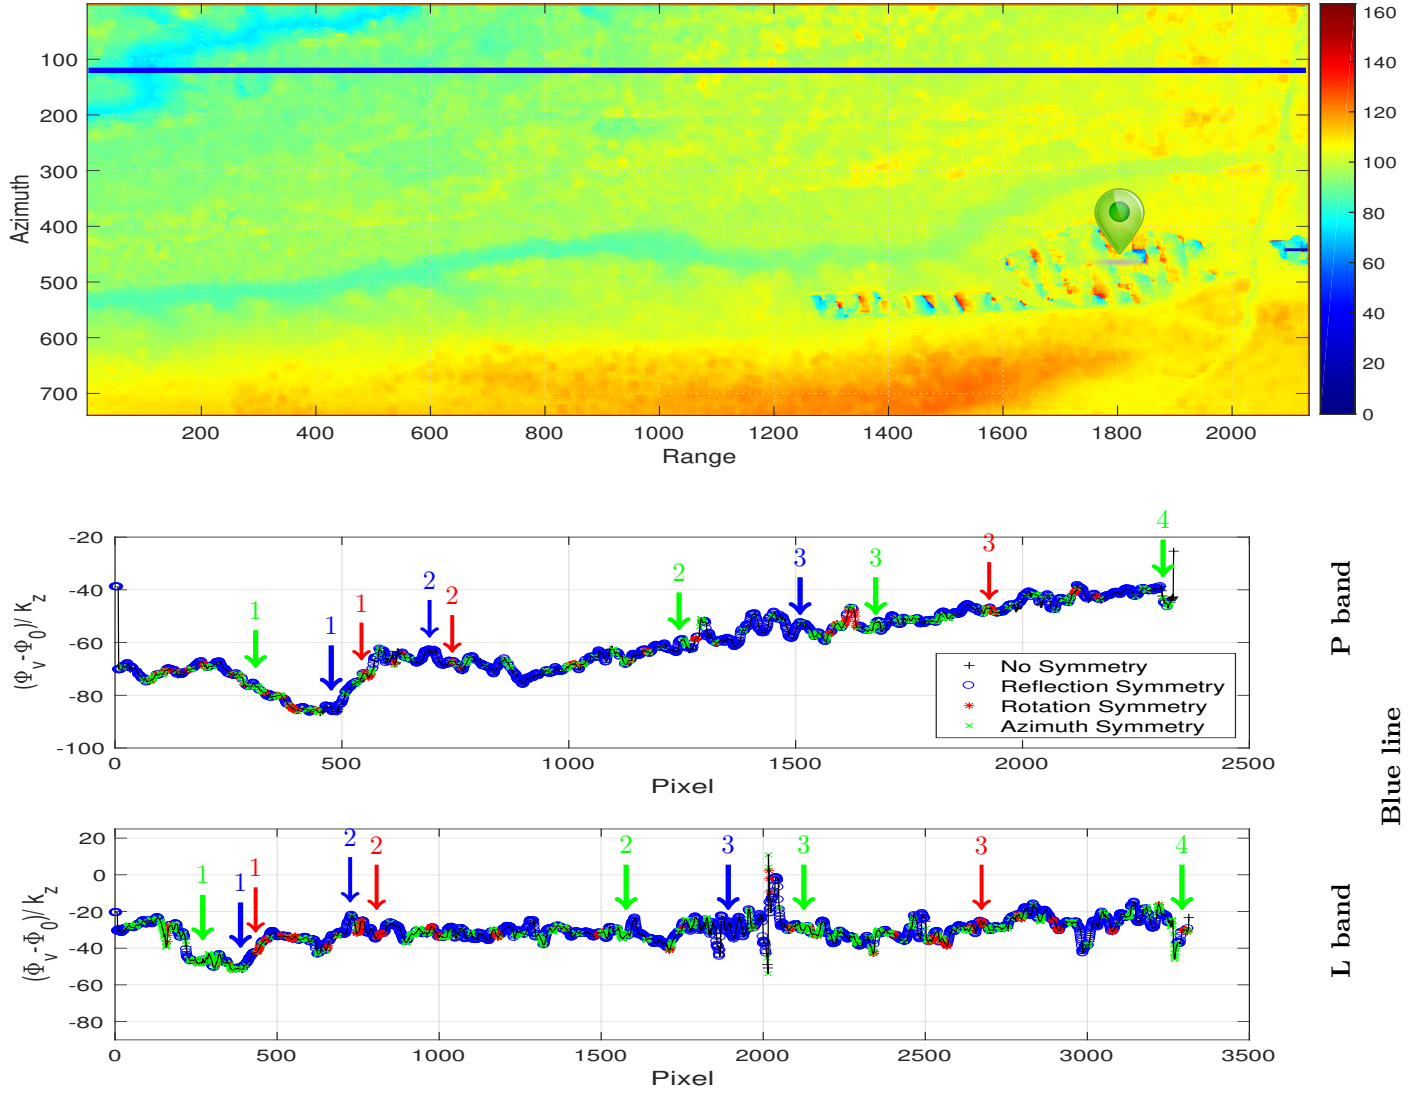 100
200
300
400
500
600
700
Azimuth
200 400 600 800 1000 1200 1400 1600 1800 2000
Range
160
140
120
100
80
60
40
20
0
-20
-40
-60
-80
-100
(Φv-Φ0)/ kz
1 1 1 2 2 2 3 3 3 4
No Symmetry
Reflection Symmetry
Rotation Symmetry
Azimuth Symmetry
0 500 1000 1500 2000 2500
Pixel
P band
20
0
-20
-40
-60
-80
(Φv-Φ0)/ kz
1 1 1 2 2 2 3 3 3 4
0 500 1000 1500 2000 2500 3000 3500
Pixel
L band
Blue line